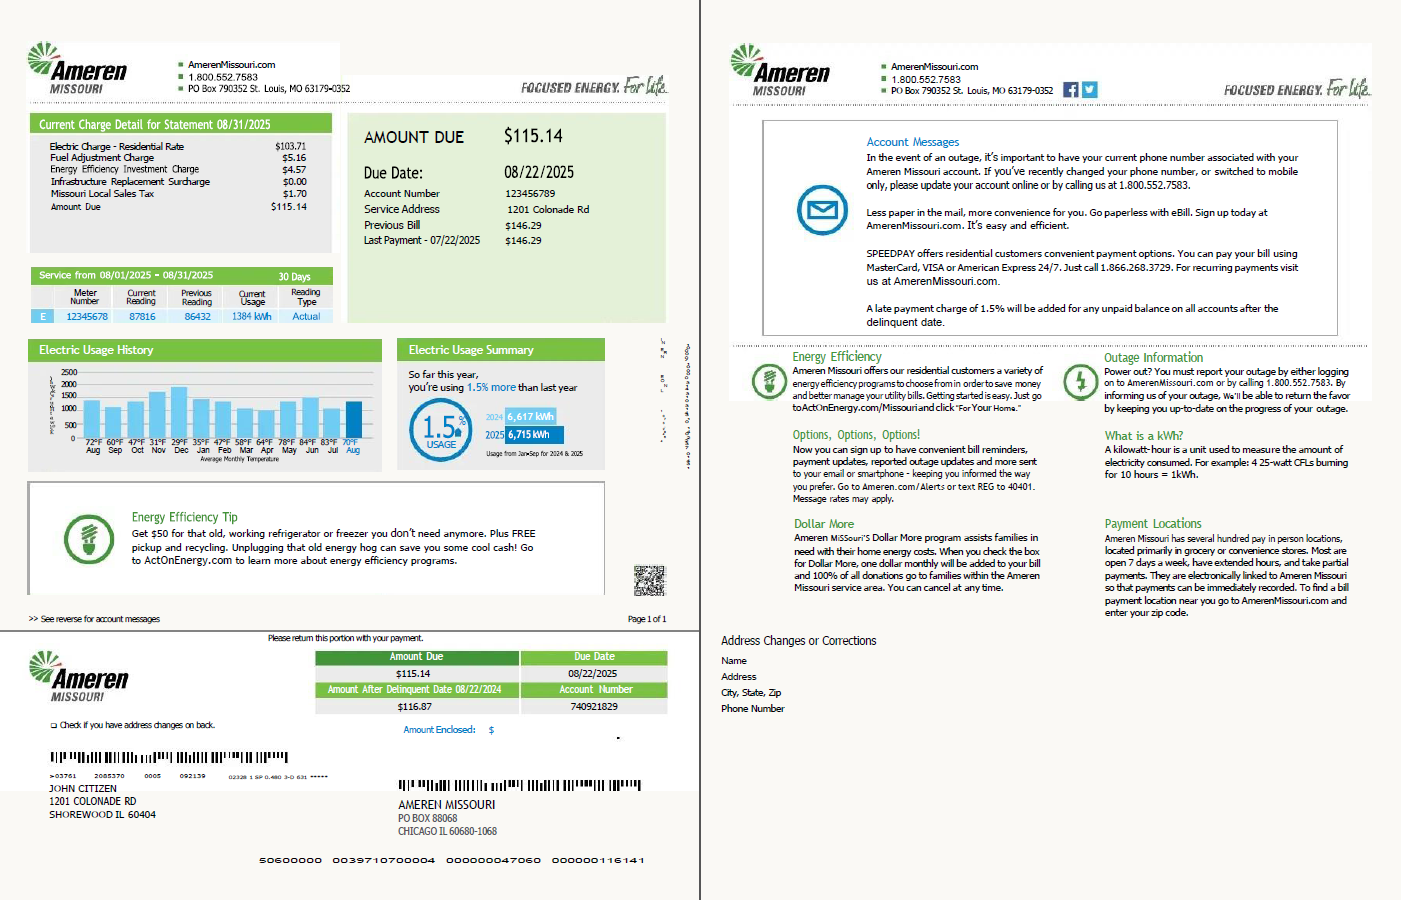 Ameren
MISSOURI
AmerenMissouri.com
1.800.552.7583
PO Box 790352 St. Louis, MO 63179-0352
FOCUSED ENERGY. For life.
Current Charge Detail for Statement 08/31/2025
Electric Charge - Residential Rate $103.71
Fuel Adjustment Charge $5.16
Energy Efficiency Investment Charge $4.57
Infrastructure Replacement Surcharge $0.00
Missouri Local Sales Tax $1.70
Amount Due $115.14
AMOUNT DUE $115.14
Due Date: 08/22/2025
Account Number 123456789
Service Address 1201 Colonade Rd
Previous Bill $146.29
Last Payment - 07/22/2025 $146.29
Service from 08/01/2025 - 08/31/2025 30 Days
Meter Number Current Reading Previous Reading Current Usage Reading Type
E 12345678 87816 86432 1384 kWh Actual
Electric Usage History
2500
2000
1500
1000
500
0
72°F 60°F 47°F 31°F 29°F 35°F 47°F 58°F 64°F 78°F 84°F 83°F 70°F
Aug Sep Oct Nov Dec Jan Feb Mar Apr May Jun Jul Aug
Average Monthly Temperature
Electric Usage Summary
So far this year,
you're using 1.5% more than last year
1.5%
USAGE
2024 6,617 kWh
2025 6,715 kWh
Usage from Jan-Sep for 2024 & 2025
Energy Efficiency Tip
Get $50 for that old, working refrigerator or freezer you don't need anymore. Plus FREE
pickup and recycling. Unplugging that old energy hog can save you some cool cash! Go
to ActOnEnergy.com to learn more about energy efficiency programs.
>> See reverse for account messages
Page 1 of 1
Please return this portion with your payment.
Ameren
MISSOURI
Amount Due Due Date
$115.14 08/22/2025
Amount After Delinquent Date 08/22/2024 Account Number
$116.87 740921829
Check if you have address changes on back.
Amount Enclosed: $
>03761 2085370 0005 092139 02328 1 SP 0.480 3-D 631 *****
JOHN CITIZEN
1201 COLONADE RD
SHOREWOOD IL 60404
AMEREN MISSOURI
PO BOX 88068
CHICAGO IL 60680-1068
50600000 0039710700004 000000047060 000000116141
Ameren
MISSOURI
AmerenMissouri.com
1.800.552.7583
PO Box 790352 St. Louis, MO 63179-0352
FOCUSED ENERGY. For life.
Account Messages
In the event of an outage, it's important to have your current phone number associated with your
Ameren Missouri account. If you've recently changed your phone number, or switched to mobile
only, please update your account online or by calling us at 1.800.552.7583.
Less paper in the mail, more convenience for you. Go paperless with eBill. Sign up today at
AmerenMissouri.com. It's easy and efficient.
SPEEDPAY offers residential customers convenient payment options. You can pay your bill using
MasterCard, VISA or American Express 24/7. Just call 1.866.268.3729. For recurring payments visit
us at AmerenMissouri.com.
A late payment charge of 1.5% will be added for any unpaid balance on all accounts after the
delinquent date.
Energy Efficiency
Ameren Missouri offers our residential customers a variety of
energy efficiency programs to choose from in order to save money
and better manage your utility bills. Getting started is easy. Just go
to ActOnEnergy.com/Missouri and click "For Your Home."
Options, Options, Options!
Now you can sign up to have convenient bill reminders,
payment updates, reported outage updates and more sent
to your email or smartphone - keeping you informed the way
you prefer. Go to Ameren.com/Alerts or text REG to 40401.
Message rates may apply.
Dollar More
Ameren Missouri's Dollar More program assists families in
need with their home energy costs. When you check the box
for Dollar More, one dollar monthly will be added to your bill
and 100% of all donations go to families within the Ameren
Missouri service area. You can cancel at any time.
Outage Information
Power out? You must report your outage by either logging
on to AmerenMissouri.com or by calling 1.800.552.7583. By
informing us of your outage, We'll be able to return the favor
by keeping you up-to-date on the progress of your outage.
What is a kWh?
A kilowatt-hour is a unit used to measure the amount of
electricity consumed. For example: 4 25-watt CFLs burning
for 10 hours = 1kWh.
Payment Locations
Ameren Missouri has several hundred pay in person locations,
located primarily in grocery or convenience stores. Most are
open 7 days a week, have extended hours, and take partial
payments. They are electronically linked to Ameren Missouri
so that payments can be immediately recorded. To find a bill
payment location near you go to AmerenMissouri.com and
enter your zip code.
Address Changes or Corrections
Name
Address
City, State, Zip
Phone Number